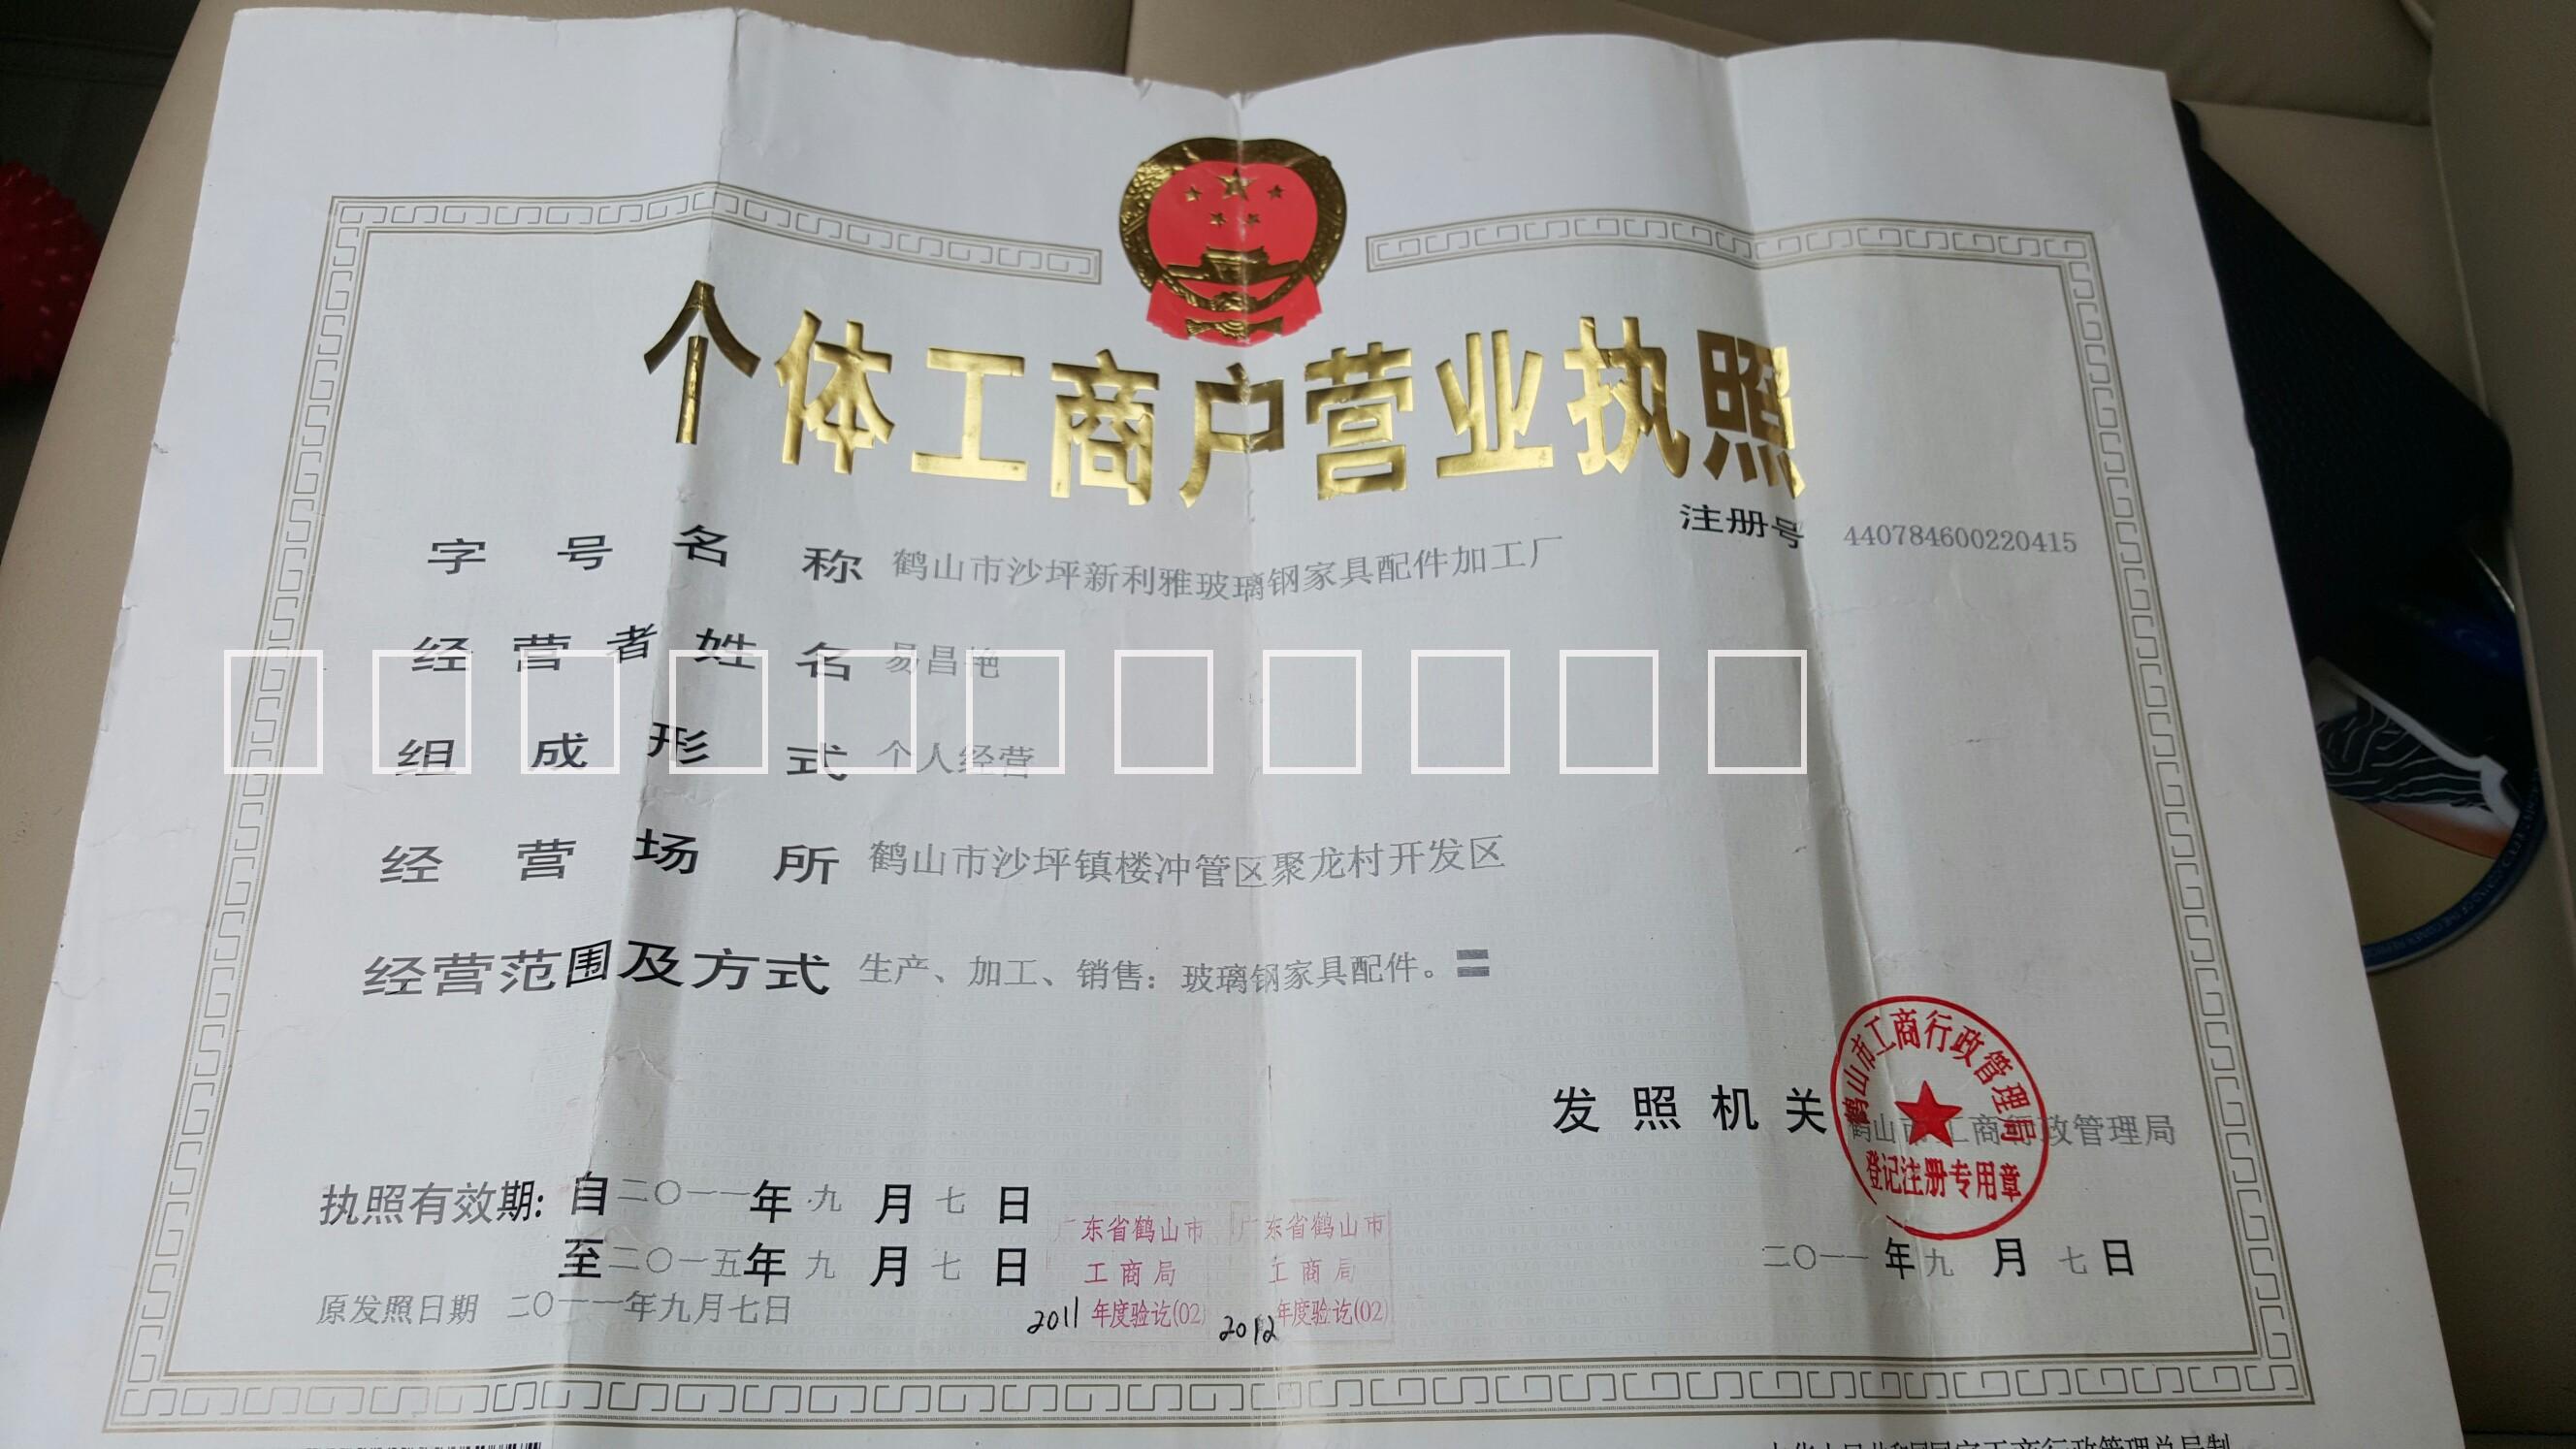 个体工商户营业执照
注册号 440784600220415
字号名称 鹤山市沙坪新利雅玻璃钢家具配件加工厂
经营者姓名 易昌艳
组成形式 个人经营
经营场所 鹤山市沙坪镇楼冲管区聚龙村开发区
经营范围及方式 生产、加工、销售：玻璃钢家具配件。
发照机关 鹤山市工商行政管理局
鹤山市工商行政管理局
登记注册专用章
执照有效期: 自二〇一一年九月七日
至二〇一五年九月七日
二〇一一年九月七日
原发照日期 二〇一一年九月七日
广东省鹤山市
工商局
2011 年度验讫(02)
广东省鹤山市
工商局
2012 年度验讫(02)